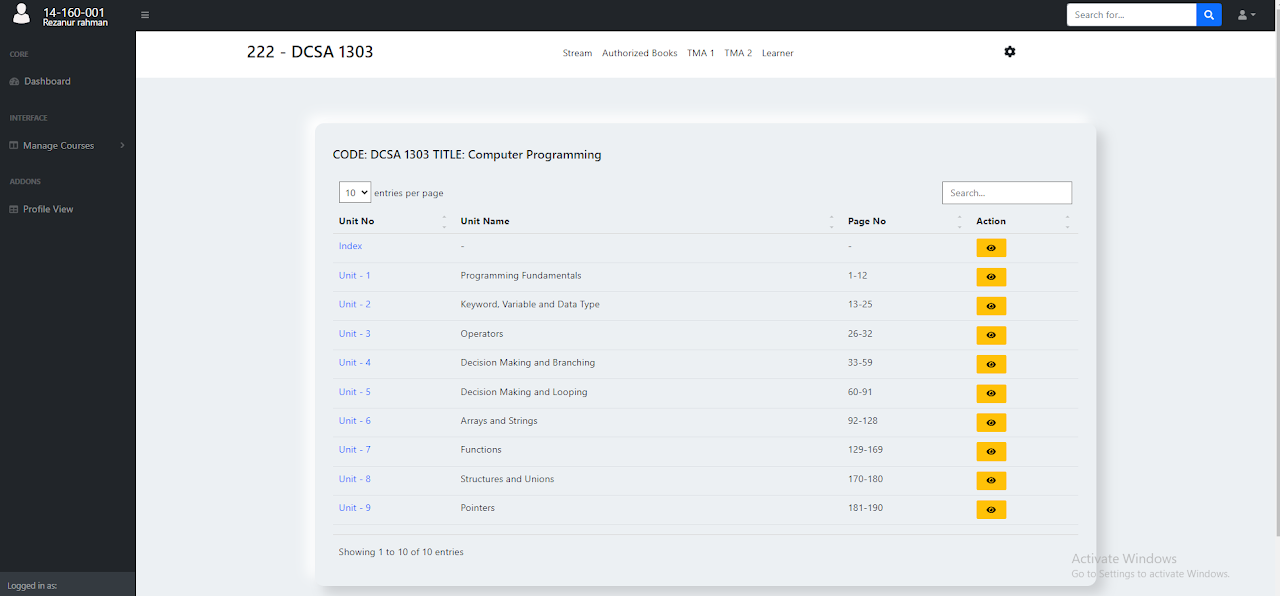 14-160-001
Rezanur rahman
Search for...
CORE
Dashboard
INTERFACE
Manage Courses
ADDONS
Profile View
Logged in as:
222 - DCSA 1303
Stream Authorized Books TMA 1 TMA 2 Learner
CODE: DCSA 1303 TITLE: Computer Programming
10 entries per page
Search...
Unit No Unit Name Page No Action
Index - -
Unit - 1 Programming Fundamentals 1-12
Unit - 2 Keyword, Variable and Data Type 13-25
Unit - 3 Operators 26-32
Unit - 4 Decision Making and Branching 33-59
Unit - 5 Decision Making and Looping 60-91
Unit - 6 Arrays and Strings 92-128
Unit - 7 Functions 129-169
Unit - 8 Structures and Unions 170-180
Unit - 9 Pointers 181-190
Showing 1 to 10 of 10 entries
Activate Windows
Go to Settings to activate Windows.